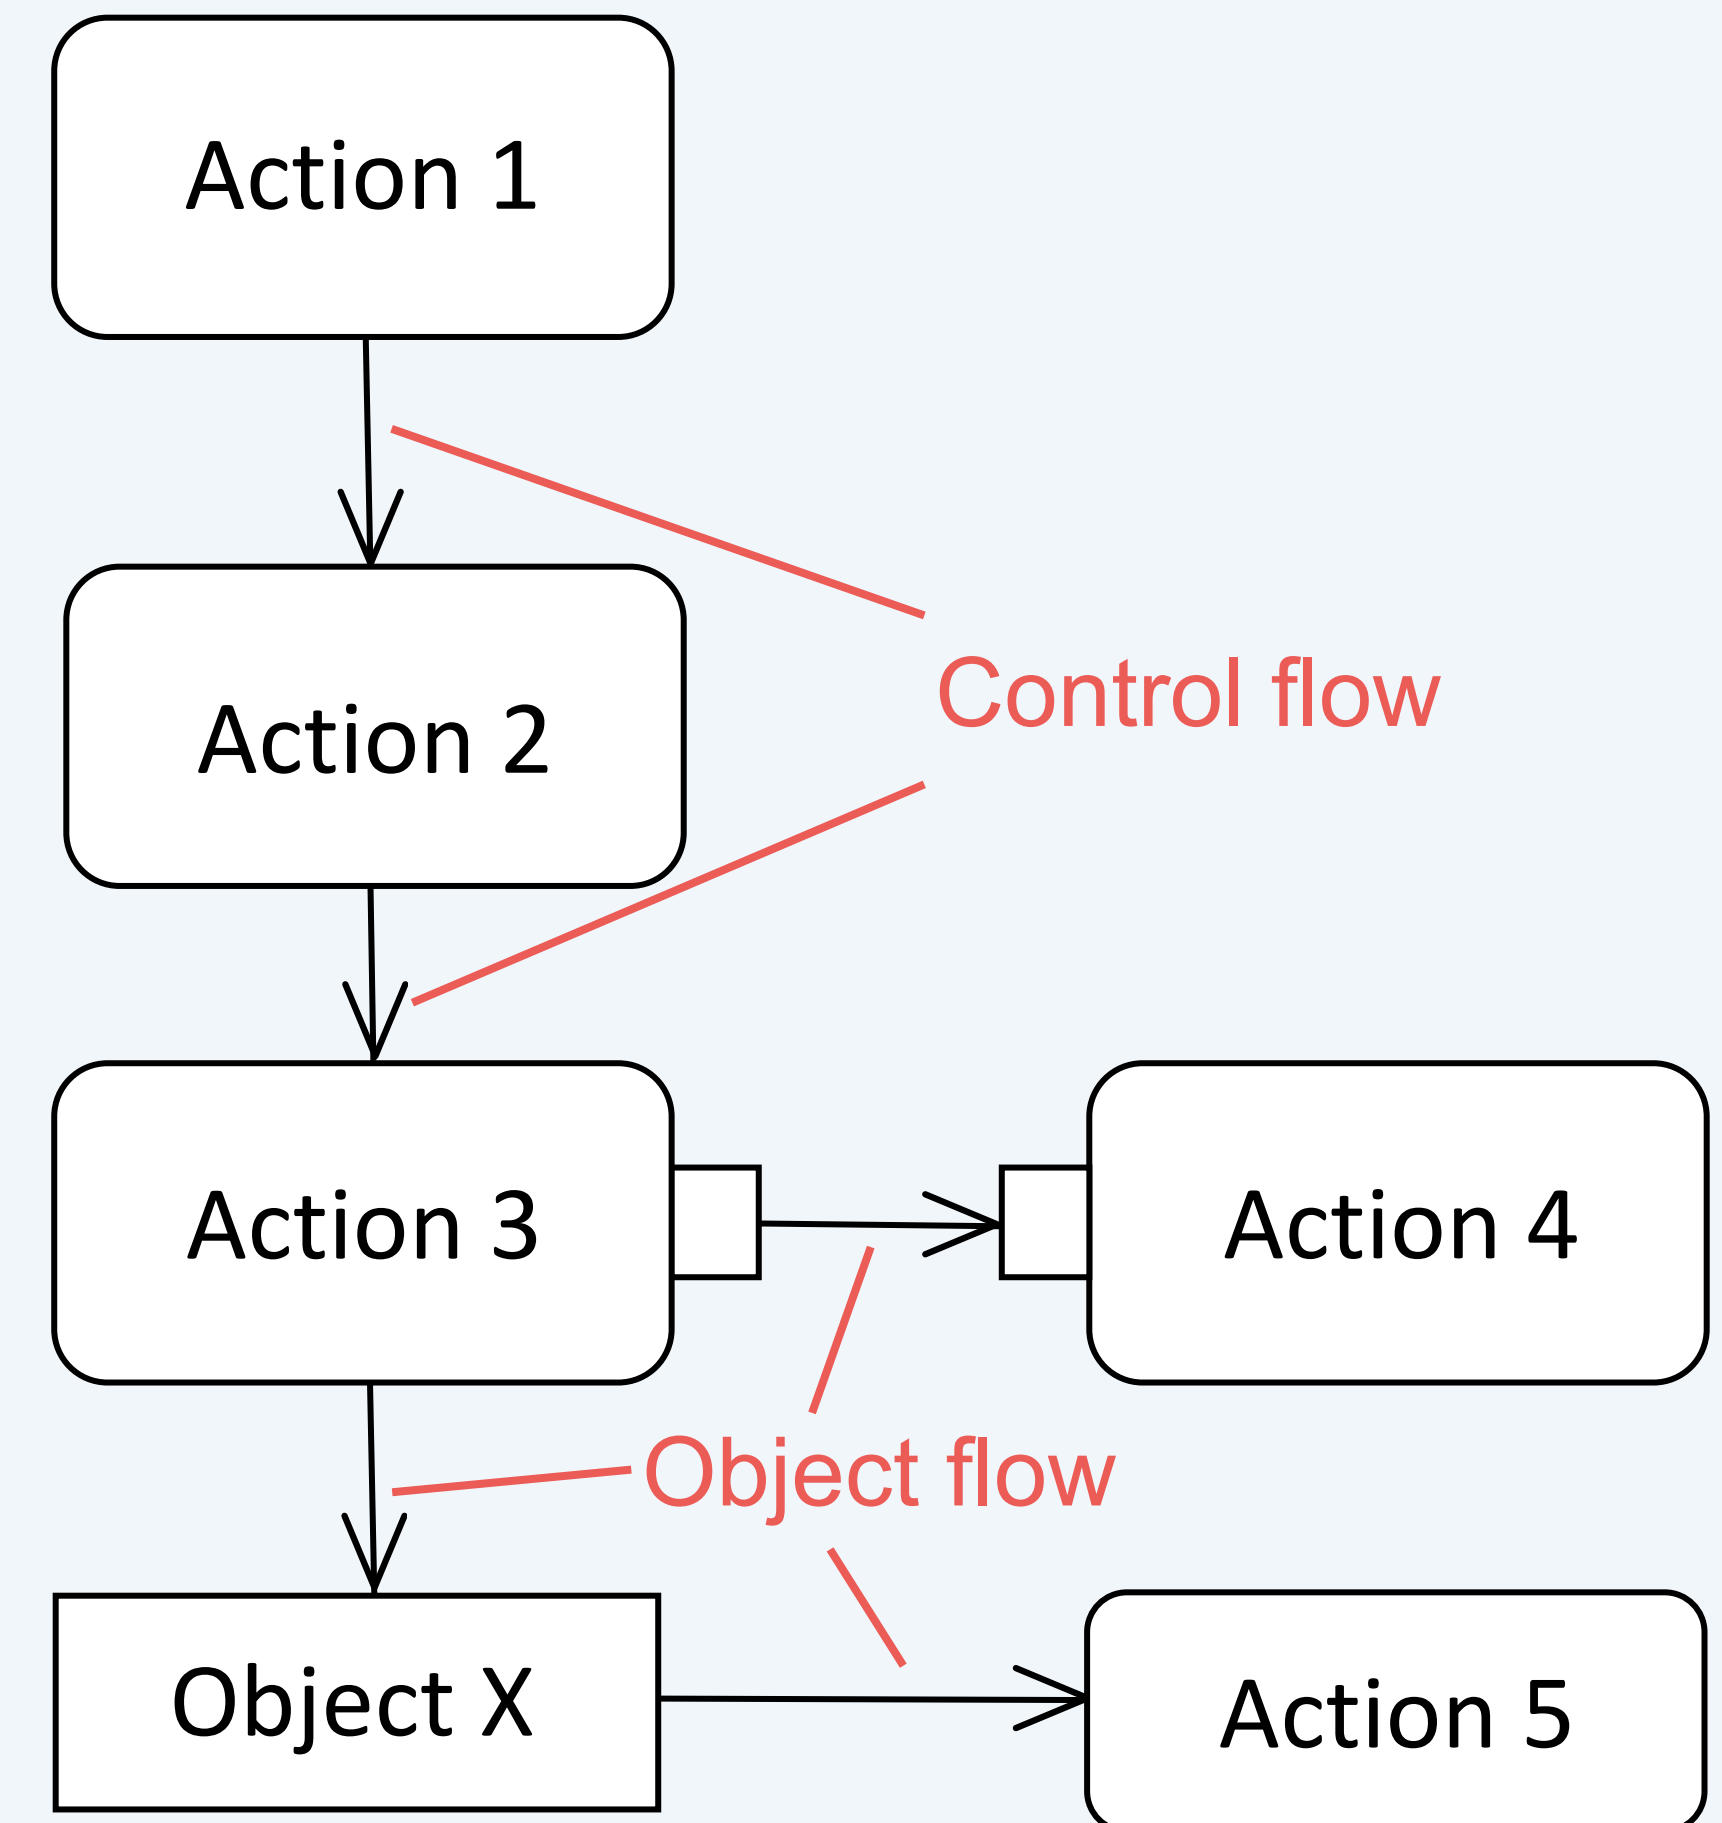 Action 1
Action 2
Control flow
Action 3
Action 4
Object flow
Object X
Action 5